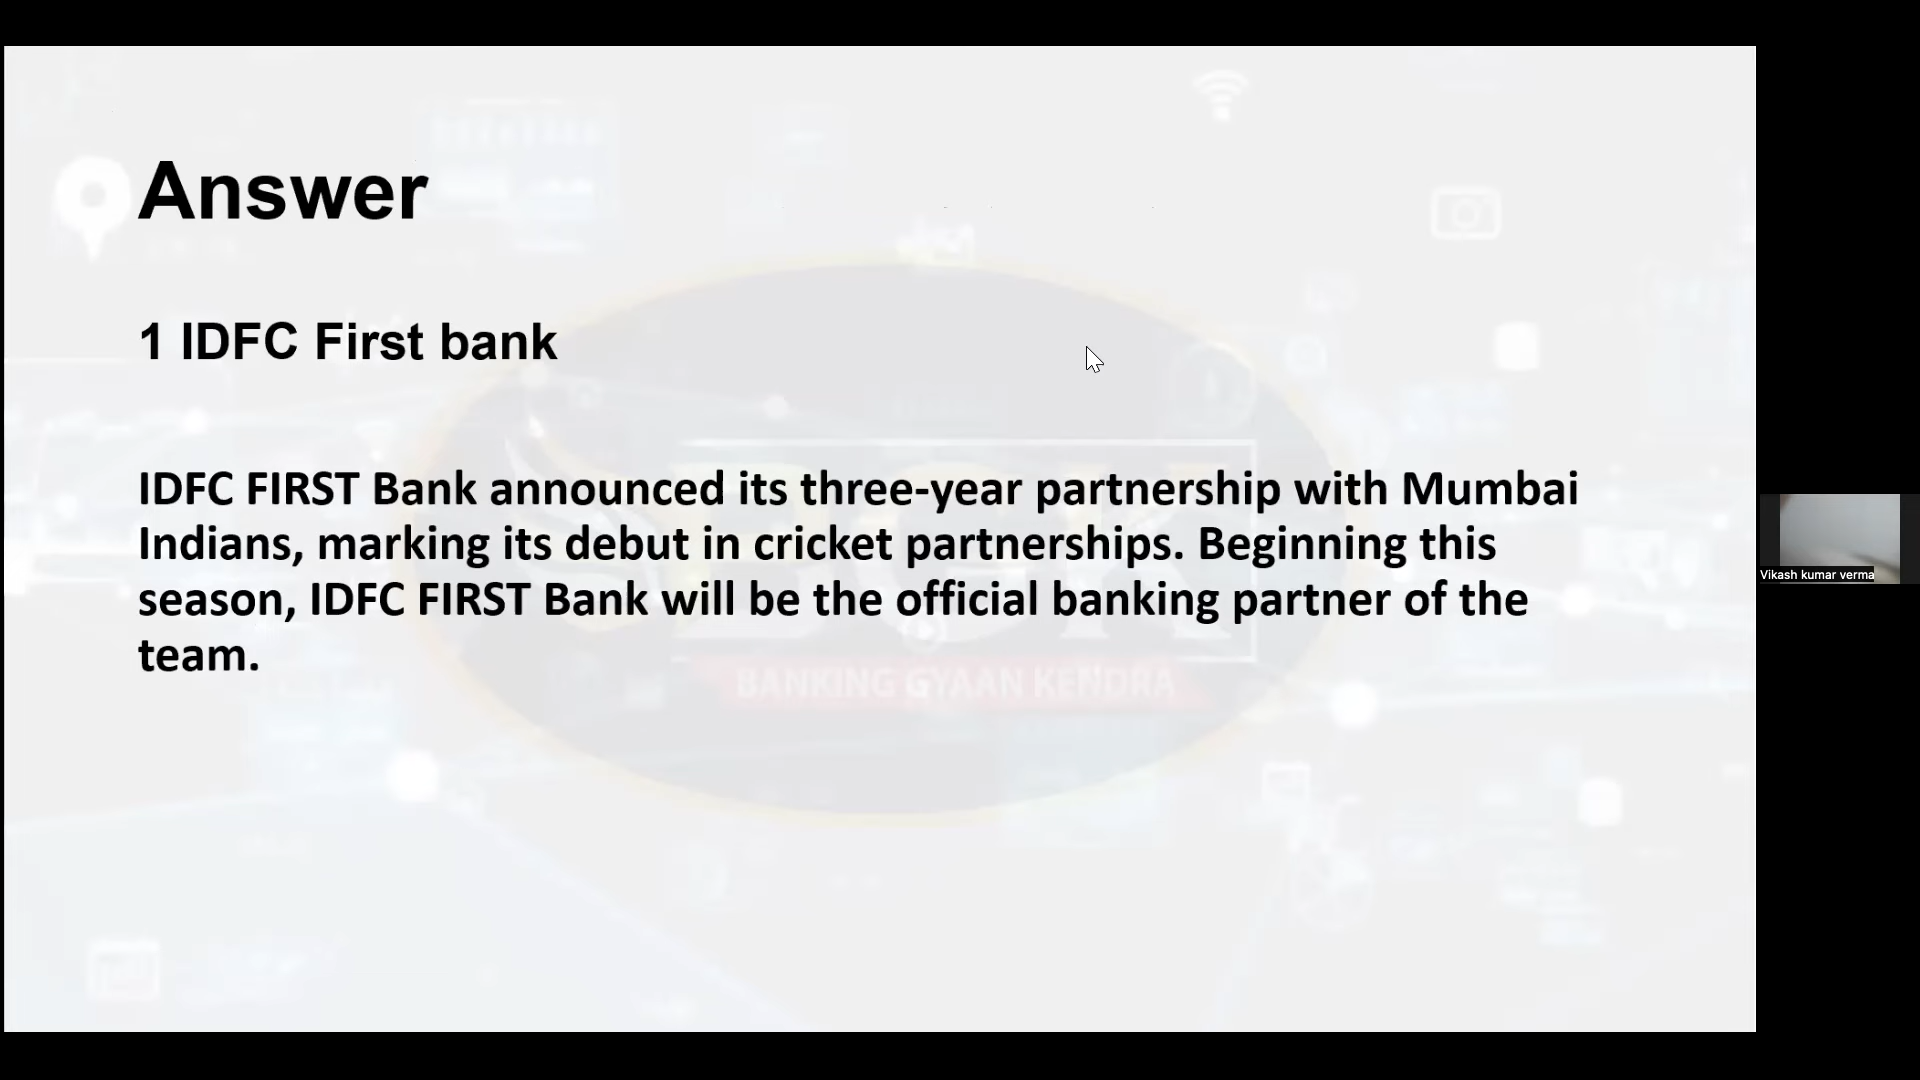 Answer
1 IDFC First bank
IDFC FIRST Bank announced its three-year partnership with Mumbai
Indians, marking its debut in cricket partnerships. Beginning this
season, IDFC FIRST Bank will be the official banking partner of the
team.
BGK
BANKING GYAAN KENDRA
Vikash kumar verma